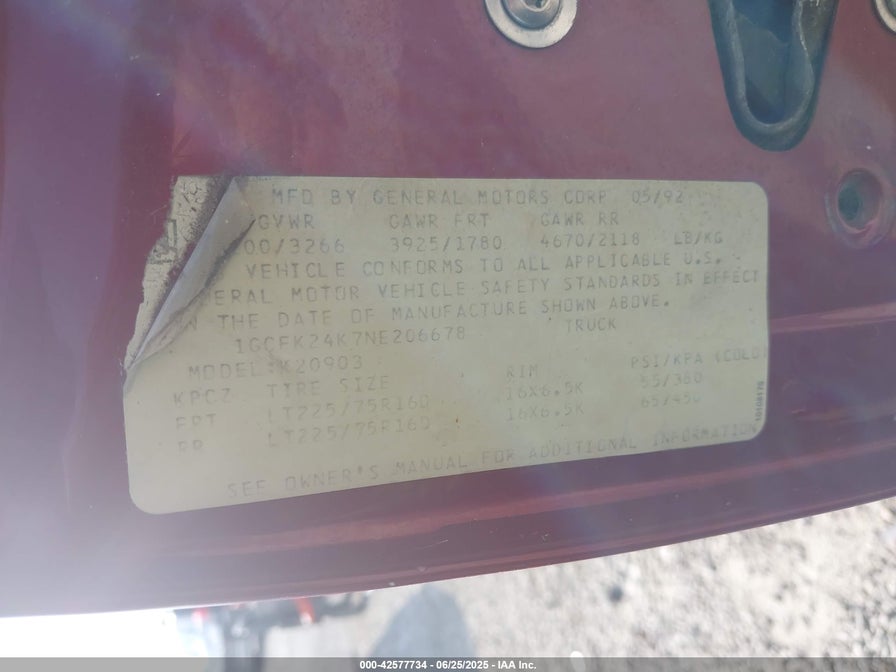 MFD BY GENERAL MOTORS CORP 05/92
GVWR GAWR FRT GAWR RR
00/3266 3925/1780 4670/2118 LB/KG
VEHICLE CONFORMS TO ALL APPLICABLE U.S.
ERAL MOTOR VEHICLE SAFETY STANDARDS IN EFFECT
N THE DATE OF MANUFACTURE SHOWN ABOVE.
1GCFK24K7NE206678 TRUCK
MODEL:K20903
KPCZ TIRE SIZE RIM PSI/KPA (COLD)
FRT LT225/75R16D 16X6.5K 55/380
RR LT225/75R16D 16X6.5K 65/450
SEE OWNER'S MANUAL FOR ADDITIONAL INFORMATION
000-42577734 - 06/25/2025 - IAA Inc.